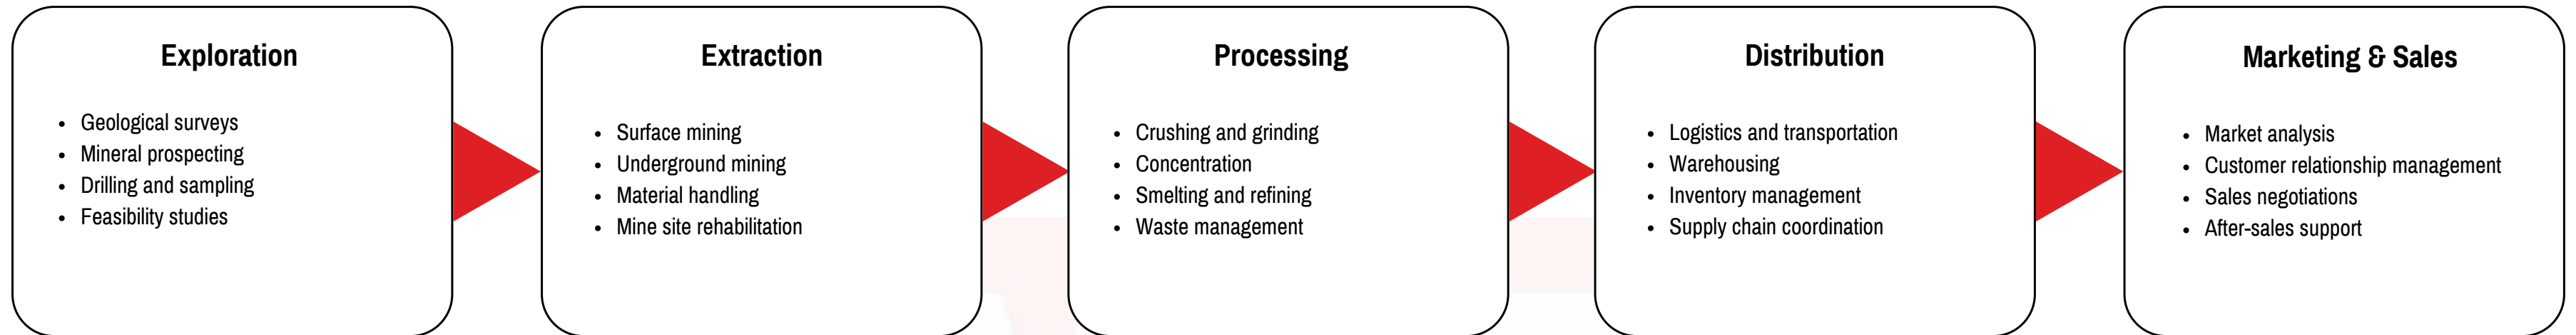 Exploration
• Geological surveys
• Mineral prospecting
• Drilling and sampling
• Feasibility studies
Extraction
• Surface mining
• Underground mining
• Material handling
• Mine site rehabilitation
Processing
• Crushing and grinding
• Concentration
• Smelting and refining
• Waste management
Distribution
• Logistics and transportation
• Warehousing
• Inventory management
• Supply chain coordination
Marketing & Sales
• Market analysis
• Customer relationship management
• Sales negotiations
• After-sales support